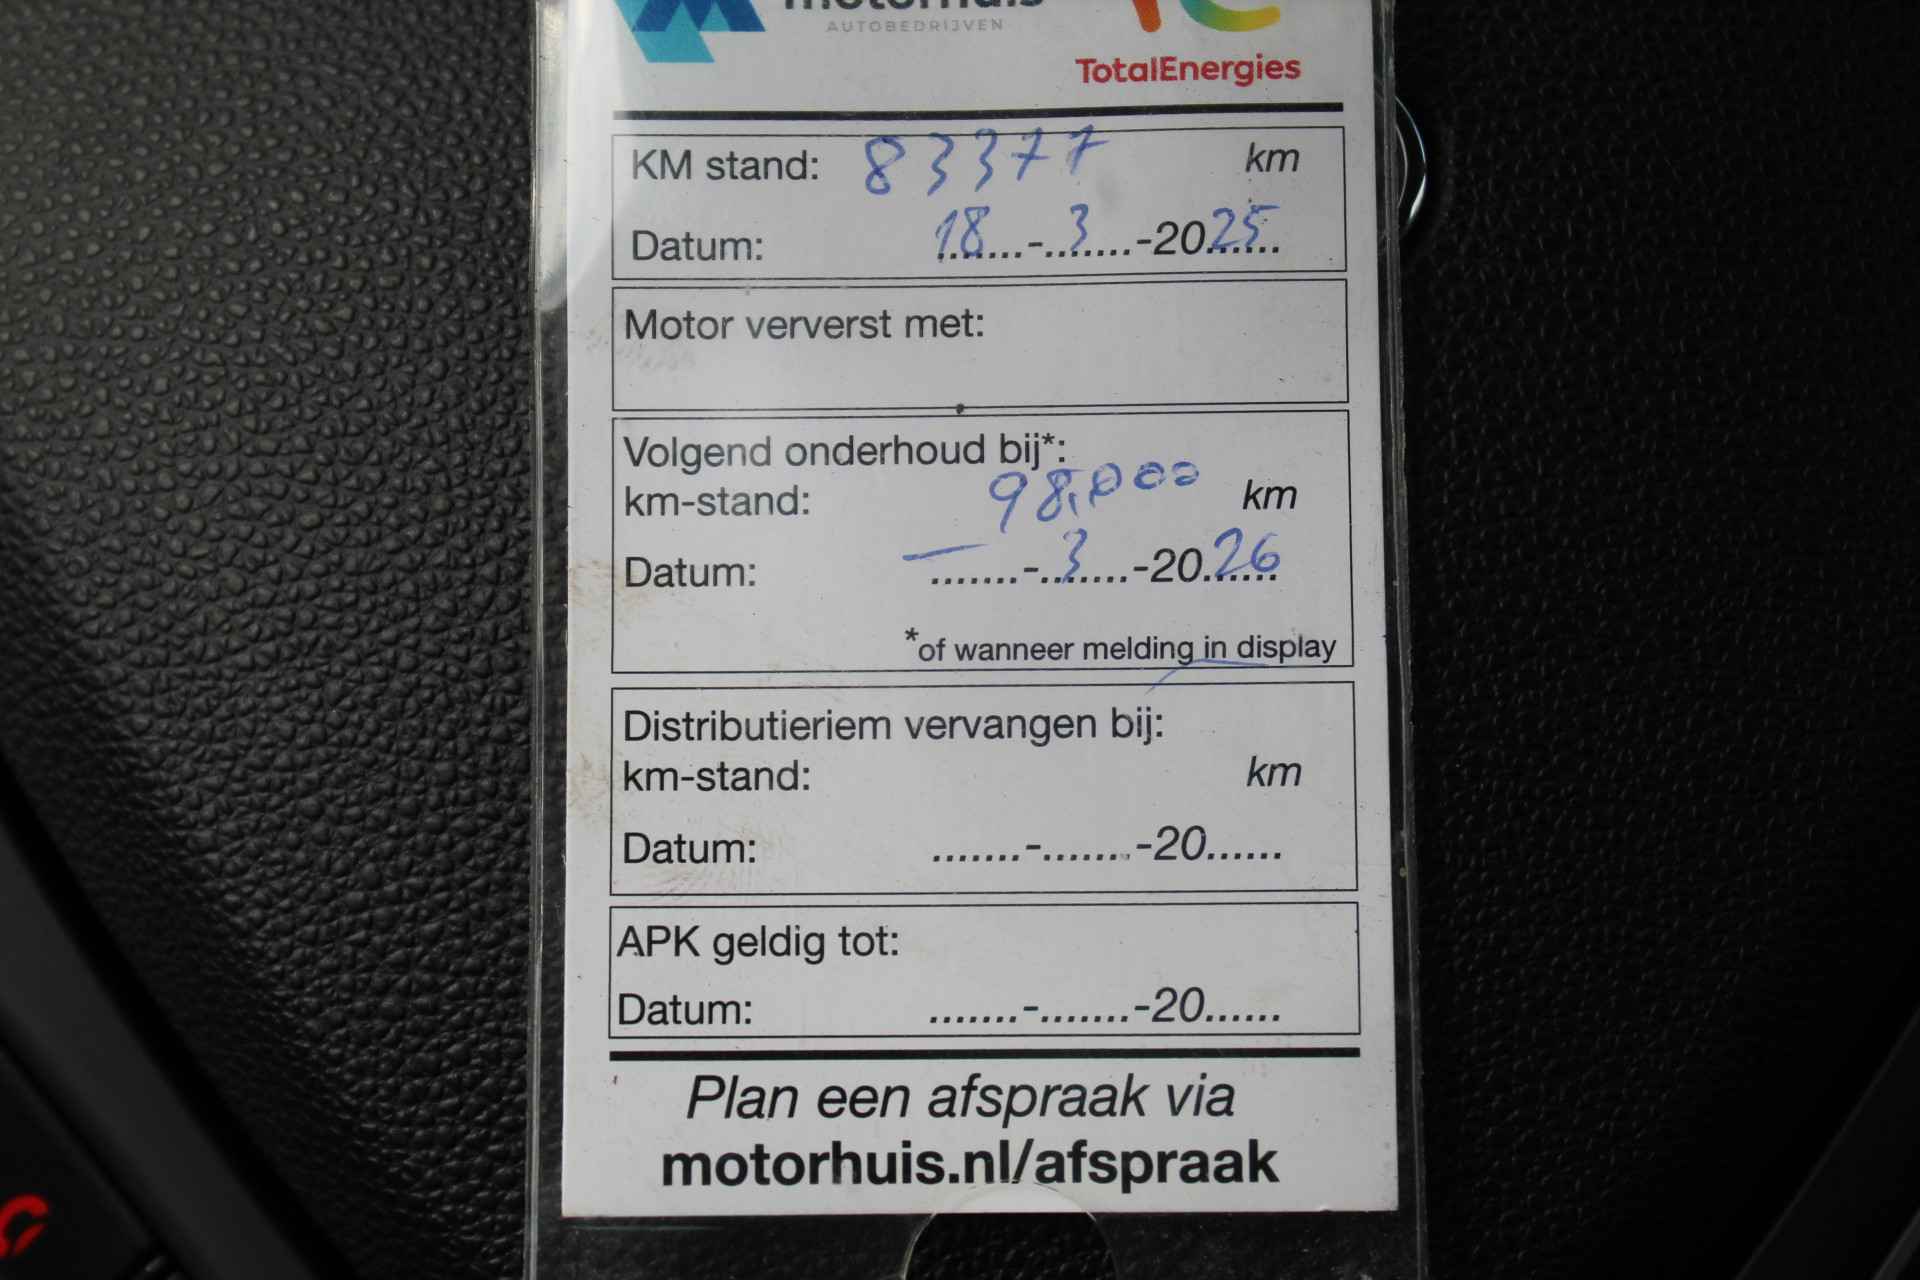 motorhuis
AUTOBEDRIJVEN
TotalEnergies
KM stand: 83377 km
Datum: 18.....-.3.....-2025......
Motor ververst met:
Volgend onderhoud bij*:
km-stand: 98.000 km
Datum: — .......-.3.....-2026......
*of wanneer melding in display
Distributieriem vervangen bij:
km-stand: km
Datum: .......-.......-20......
APK geldig tot:
Datum: .......-.......-20......
Plan een afspraak via
motorhuis.nl/afspraak